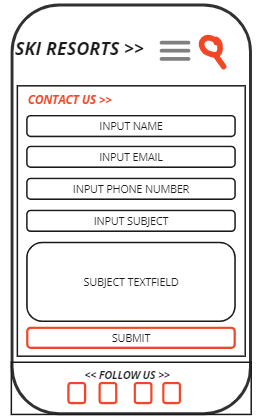 SKI RESORTS >>
CONTACT US >>
INPUT NAME
INPUT EMAIL
INPUT PHONE NUMBER
INPUT SUBJECT
SUBJECT TEXTFIELD
SUBMIT
<< FOLLOW US >>